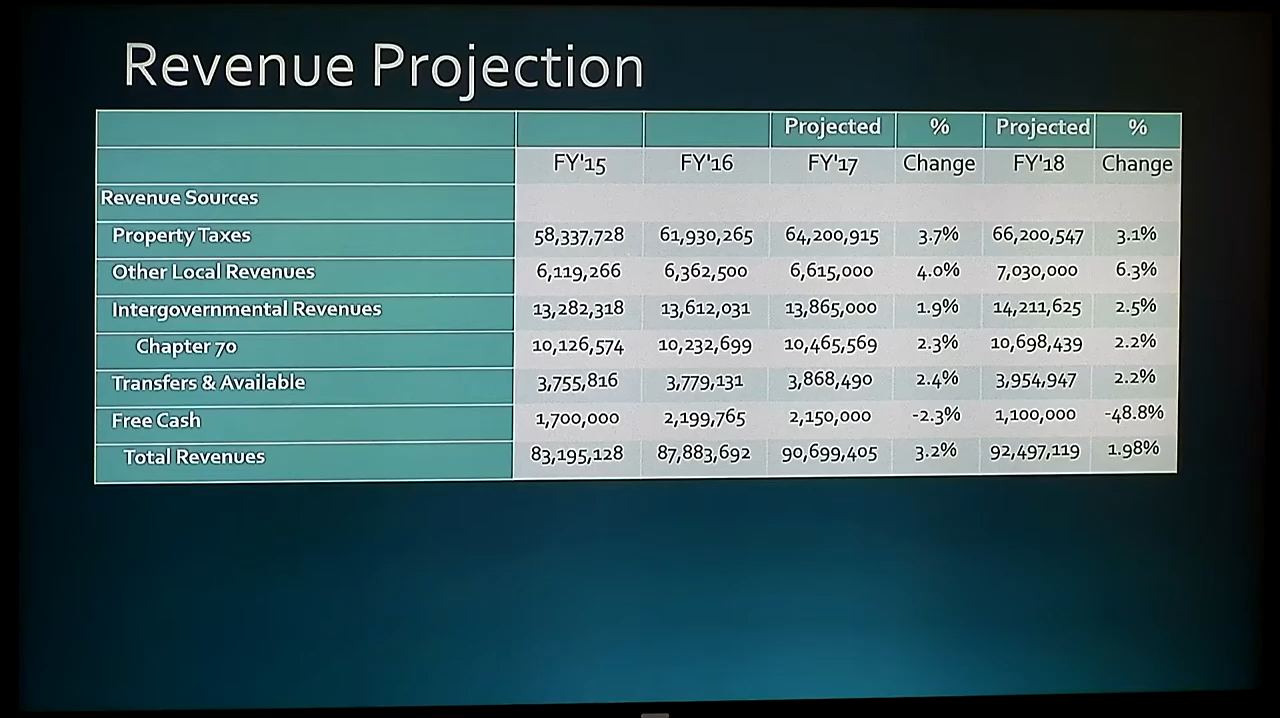 Revenue Projection
Projected % Projected %
FY'15 FY'16 FY'17 Change FY'18 Change
Revenue Sources
Property Taxes 58,337,728 61,930,265 64,200,915 3.7% 66,200,547 3.1%
Other Local Revenues 6,119,266 6,362,500 6,615,000 4.0% 7,030,000 6.3%
Intergovernmental Revenues 13,282,318 13,612,031 13,865,000 1.9% 14,211,625 2.5%
Chapter 70 10,126,574 10,232,699 10,465,569 2.3% 10,698,439 2.2%
Transfers & Available 3,755,816 3,779,131 3,868,490 2.4% 3,954,947 2.2%
Free Cash 1,700,000 2,199,765 2,150,000 -2.3% 1,100,000 -48.8%
Total Revenues 83,195,128 87,883,692 90,699,405 3.2% 92,497,119 1.98%